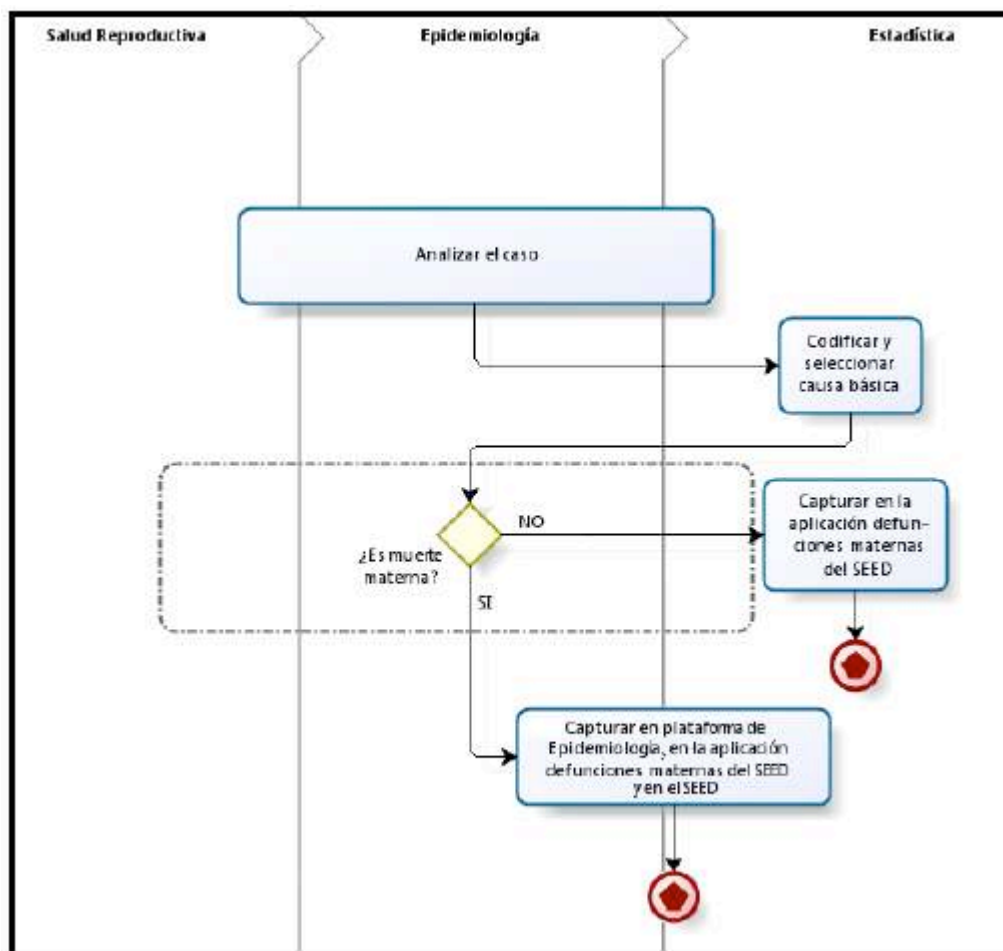 Salud Reproductiva
Epidemiología
Estadística
Analizar el caso
Codificar y
seleccionar
causa básica
¿Es muerte
materna?
NO
SI
Capturar en la
aplicación defun-
ciones maternas
del SEED
Capturar en plataforma de
Epidemiología, en la aplicación
defunciones maternas del SEED
y en el SEED